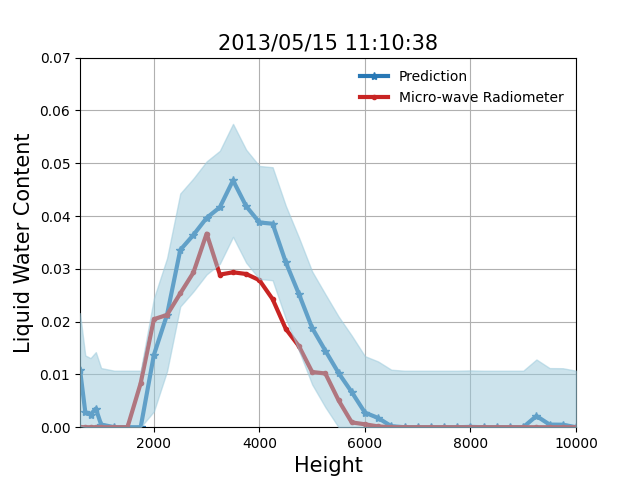 2013/05/15 11:10:38
Prediction
Micro-wave Radiometer
Liquid Water Content
0.07
0.06
0.05
0.04
0.03
0.02
0.01
0.00
2000 4000 6000 8000 10000
Height